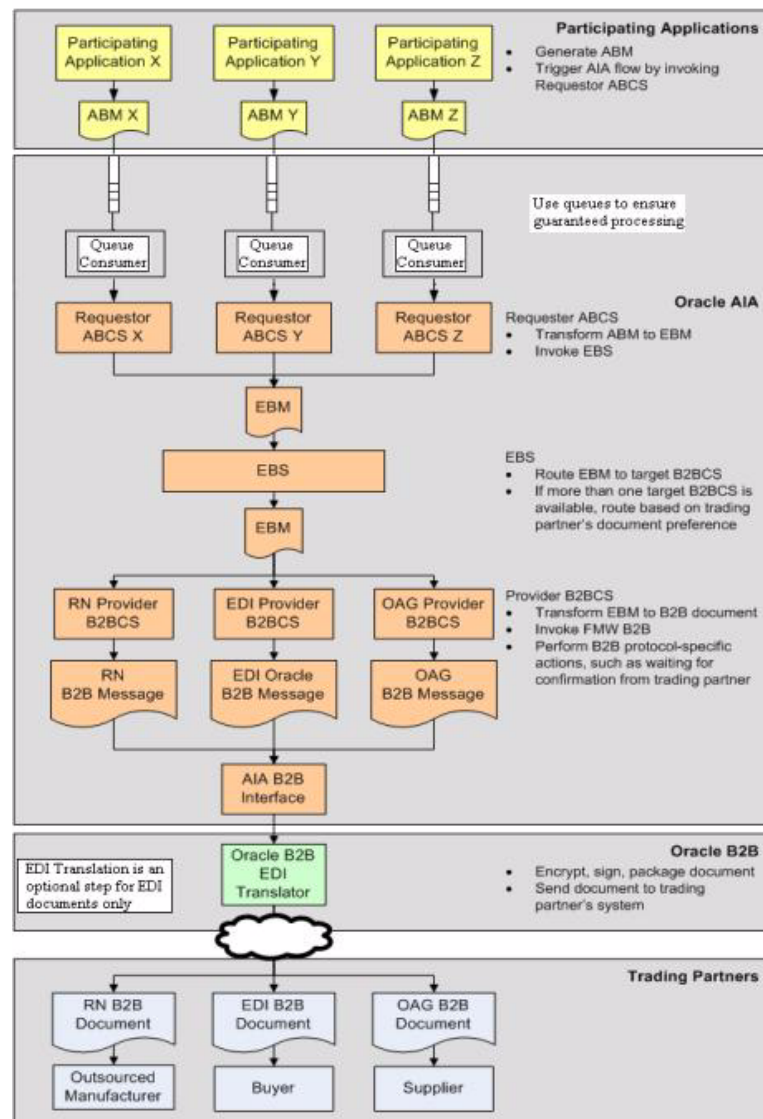 Participating Applications
Participating
Application X
Participating
Application Y
Participating
Application Z
• Generate ABM
• Trigger AIA flow by invoking
Requestor ABCS
ABM X
ABM Y
ABM Z
Use queues to ensure
guaranteed processing
Queue
Consumer
Queue
Consumer
Queue
Consumer
Oracle AIA
Requestor
ABCS X
Requestor
ABCS Y
Requestor
ABCS Z
Requester ABCS
• Transform ABM to EBM
• Invoke EBS
EBM
EBS
EBS
• Route EBM to target B2BCS
• If more than one target B2BCS is
available, route based on trading
partner's document preference
EBM
RN Provider
B2BCS
EDI Provider
B2BCS
OAG Provider
B2BCS
Provider B2BCS
• Transform EBM to B2B document
• Invoke FMW B2B
• Perform B2B protocol-specific
actions, such as waiting for
confirmation from trading partner
RN
B2B Message
EDI Oracle
B2B Message
OAG
B2B Message
AIA B2B
Interface
Oracle B2B
EDI Translation is an
optional step for EDI
documents only
Oracle B2B
EDI
Translator
• Encrypt, sign, package document
• Send document to trading
partner's system
Trading Partners
RN B2B
Document
EDI B2B
Document
OAG B2B
Document
Outsourced
Manufacturer
Buyer
Supplier